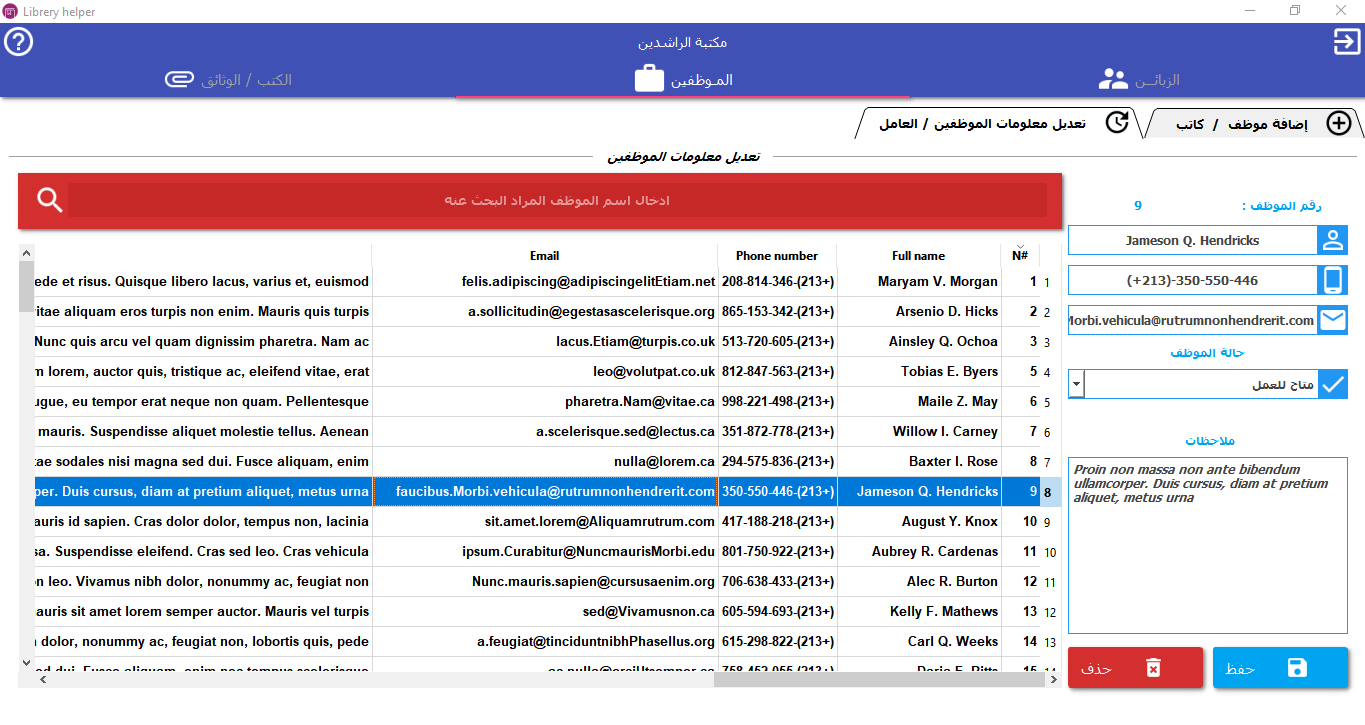 Librery helper
مكتبة الراشدين
الزبائــن
المـوظفين
الكتب / الوثائق
إضافة موظف / كاتب
تعديل معلومات الموظفين / العامل
تعديل معلومات الموظفين
ادخال اسم الموظف المراد البحث عنه
رقم الموظف : 9
Jameson Q. Hendricks
(+213)-350-550-446
Morbi.vehicula@rutrumnonhendrerit.com
حالة الموظف
متاح للعمل
ملاحظات
Proin non massa non ante bibendum
ullamcorper. Duis cursus, diam at pretium
aliquet, metus urna
حفظ
حذف
Email Phone number Full name N#
ede et risus. Quisque libero lacus, varius et, euismod felis.adipiscing@adipiscingelitEtiam.net 208-814-346-(213+) Maryam V. Morgan 1 1
itae aliquam eros turpis non enim. Mauris quis turpis a.sollicitudin@egestasascelerisque.org 865-153-342-(213+) Arsenio D. Hicks 2 2
Nunc quis arcu vel quam dignissim pharetra. Nam ac lacus.Etiam@turpis.co.uk 513-720-605-(213+) Ainsley Q. Ochoa 3 3
m lorem, auctor quis, tristique ac, eleifend vitae, erat leo@volutpat.co.uk 812-847-563-(213+) Tobias E. Byers 5 4
ugue, eu tempor erat neque non quam. Pellentesque pharetra.Nam@vitae.ca 998-221-498-(213+) Maile Z. May 6 5
mauris. Suspendisse aliquet molestie tellus. Aenean a.scelerisque.sed@lectus.ca 351-872-778-(213+) Willow I. Carney 7 6
tae sodales nisi magna sed dui. Fusce aliquam, enim nulla@lorem.ca 294-575-836-(213+) Baxter I. Rose 8 7
per. Duis cursus, diam at pretium aliquet, metus urna faucibus.Morbi.vehicula@rutrumnonhendrerit.com 350-550-446-(213+) Jameson Q. Hendricks 9 8
auris id sapien. Cras dolor dolor, tempus non, lacinia sit.amet.lorem@Aliquamrutrum.com 417-188-218-(213+) August Y. Knox 10 9
sa. Suspendisse eleifend. Cras sed leo. Cras vehicula ipsum.Curabitur@NuncmaurisMorbi.edu 801-750-922-(213+) Aubrey R. Cardenas 11 10
on leo. Vivamus nibh dolor, nonummy ac, feugiat non Nunc.mauris.sapien@cursusaenim.org 706-638-433-(213+) Alec R. Burton 12 11
auris sit amet lorem semper auctor. Mauris vel turpis sed@Vivamusnon.ca 605-594-693-(213+) Kelly F. Mathews 13 12
dolor, nonummy ac, feugiat non, lobortis quis, pede a.feugiat@tinciduntnibhPhasellus.org 615-298-822-(213+) Carl Q. Weeks 14 13